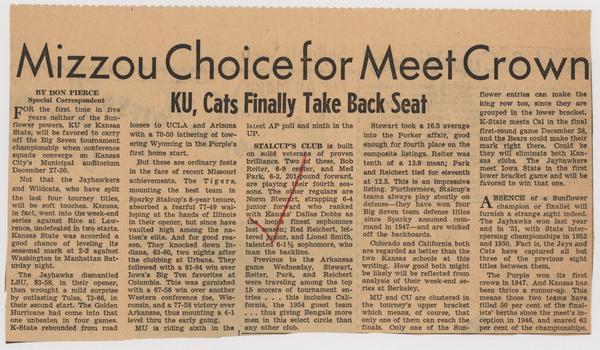 Mizzou Choice for Meet Crown
KU, Cats Finally Take Back Seat
BY DON PIERCE
Special Correspondent
FOR the first time in five
years neither of the Sun-
flower powers, KU or Kansas
State, will be favored to carry
off the Big Seven tournament
championship when conference
squads converge on Kansas
City's Municipal auditorium
December 27-30.
Not that the Jayhawkers
and Wildcats, who have split
the last four tourney titles,
will be soft touches. Kansas,
in fact, went into the week-end
series against Rice at Law-
rence, undefeated in two starts.
Kansas State was accorded a
good chance of leveling its
seasonal mark at 2-2 against
Washington in Manhattan Sat-
urday night.
The Jayhawks dismantled
LSU, 83-58, in their opener,
then wrought a mild surprise
by outlasting Tulsa, 72-66, in
their second start. The Golden
Hurricane had come into that
one unbeaten in four games.
K-State rebounded from road
losses to UCLA and Arizona
with a 70-50 lathering of tow-
ering Wyoming in the Purple's
first home start.
But these are ordinary feats
in the face of recent Missouri
achievements. The Tigers,
mounting the best team in
Sparky Stalcup's 8-year tenure,
absorbed a fearful 77-49 wal-
loping at the hands of Illinois
in their opener, but since have
vaulted high among the na-
tion's elite. And for good rea-
son. They knocked down In-
diana, 63-60, two nights after
the clubbing at Urbana. They
followed with a 91-94 win over
Iowa's Big Ten favorites at
Columbia. This was garnished
with a 67-56 win over another
Western conference foe, Wis-
consin, and a 77-58 victory over
Arkansas, thus mounting a 4-1
level thru the early going.
MU is riding sixth in the
latest AP poll and ninth in the
UP.
STALCUP'S CLUB is built
on solid veterans of proven
brilliance. Two of these, Bob
Reiter, 6-9 center, and Med
Park, 6-2, 201-pound forward,
are playing their fourth sea-
sons. The other regulars are
Norm Stewart, strapping 6-4
junior forward who ranked
with Kansas' Dallas Dobbs as
the loop's finest sophomore
last year; Red Reichert, let-
tered junior, and Lionel Smith,
talented 6-1½ sophomore, who
man the backline.
Previous to the Arkansas
game Wednesday, Stewart,
Reiter, Park, and Reichert
were traveling among the top
15 scorers of tournament en-
tries . . . this includes Cali-
fornia, the 1954 guest team
. . . thus giving Bengals more
men in this select circle than
any other club.
Stewart took a 16.5 average
into the Porker affair, good
enough for fourth place on the
composite listings. Reiter was
tenth of a 13.9 mean; Park
and Reichert tied for eleventh
at 12.3. This is an impressive
listing. Furthermore, Stalcup's
teams always play stoutly on
defense—they have won four
Big Seven team defense titles
since Sparky assumed com-
mand in 1947—and are wicked
off the backboards.
Colorado and California both
are regarded as better than the
two Kansas schools at this
writing. How good both might
be likely will be reflected from
analysis of their week-end se-
ries at Berkeley.
MU and CU are clustered in
the tourney's upper bracket
which means, of course, that
only one of them can reach the
finals. Only one of the Sun-
flower entries can make the
king row too, since they are
grouped in the lower bracket.
K-State meets Cal in the final
first-round game December 28,
and the Bears could make their
mark right there. Could be
they will eliminate both Kan-
sas clubs. The Jayhawkers
meet Iowa State in the first
lower bracket game and will be
favored to win that one.
ABSENCE of a Sunflower
champion or finalist will
furnish a strange sight indeed.
The Jayhawks won last year
and in '51, with State inter-
spersing championships in 1952
and 1950. Fact is, the Jays and
Cats have captured all but
three of the previous eight
titles between them.
The Purple won its first
crown in 1947. And Kansas has
been thrice a runner-up. This
means those two teams have
filled 56 per cent of the final-
ists' berths since the meet's in-
ception in 1946, and snared 63
per cent of the championships.